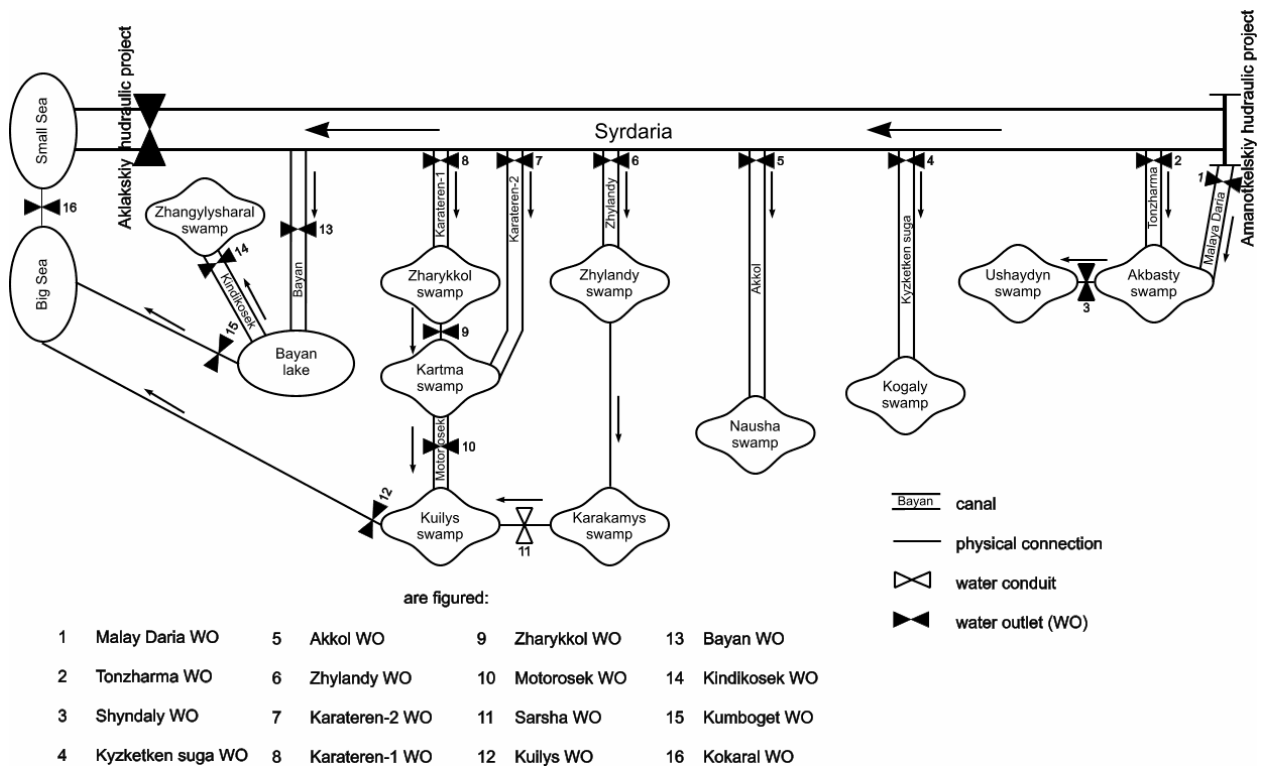 Small Sea
Aklakskiy hudraulic project
Syrdaria
Amanotkelskiy hudraulic project
16
Big Sea
Zhangylysharal
swamp
14
Kindikosek
15
13
Bayan
Bayan
lake
8
Karateren-1
7
Karateren-2
6
Zhylandy
5
Akkol
4
Kyzketken suga
2
Tonzharma
1
Malaya Daria
Zharykkol
swamp
9
Kartma
swamp
10
Motorosek
12
Kuilys
swamp
11
Zhylandy
swamp
Karakamys
swamp
Nausha
swamp
Kogaly
swamp
Ushaydyn
swamp
3
Akbasty
swamp
Bayan canal
physical connection
water conduit
water outlet (WO)
are figured:
1 Malay Daria WO 5 Akkol WO 9 Zharykkol WO 13 Bayan WO
2 Tonzharma WO 6 Zhylandy WO 10 Motorosek WO 14 Kindikosek WO
3 Shyndaly WO 7 Karateren-2 WO 11 Sarsha WO 15 Kumboget WO
4 Kyzketken suga WO 8 Karateren-1 WO 12 Kuilys WO 16 Kokaral WO